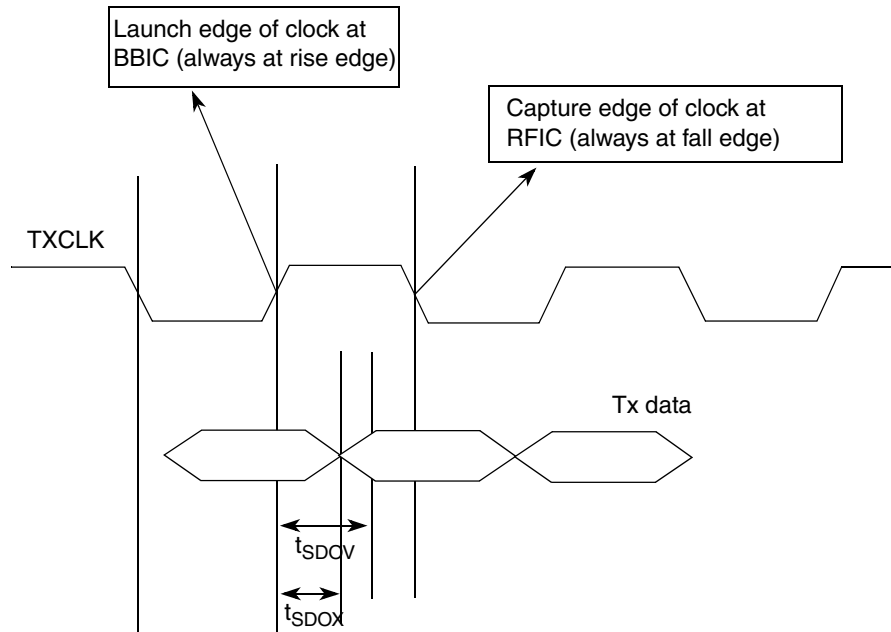 Launch edge of clock at
BBIC (always at rise edge)
Capture edge of clock at
RFIC (always at fall edge)
TXCLK
Tx data
tSDOV
tSDOX